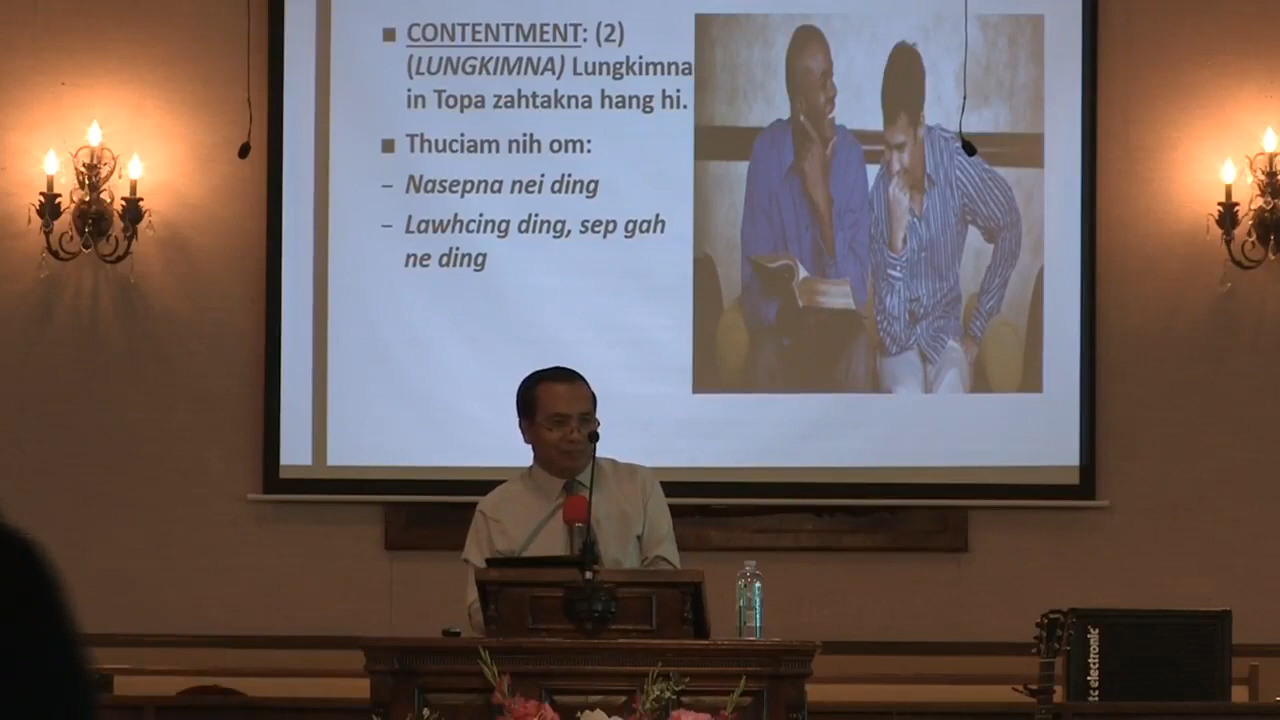 ■ CONTENTMENT: (2)
(LUNGKIMNA) Lungkimna
in Topa zahtakna hang hi.
■ Thuciam nih om:
– Nasepna nei ding
– Lawhcing ding, sep gah
ne ding
tc electronic